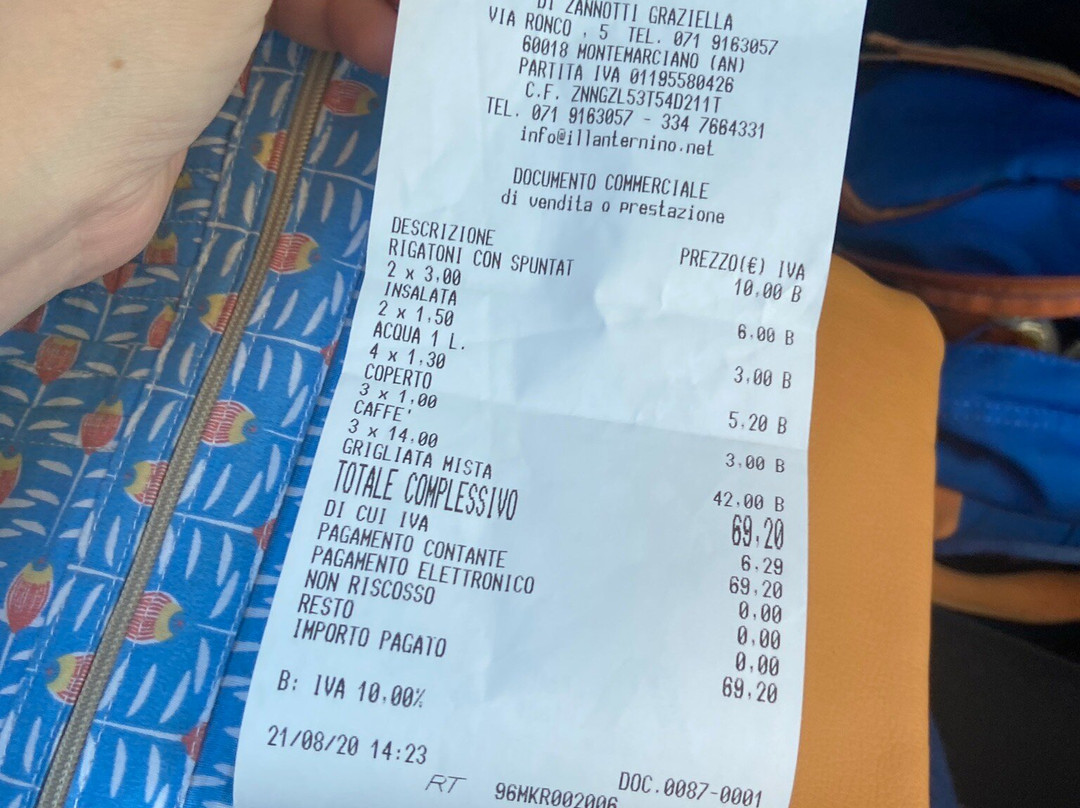 DI ZANNOTTI GRAZIELLA
VIA RONCO , 5 TEL. 071 9163057
60018 MONTEMARCIANO (AN)
PARTITA IVA 01195580426
C.F. ZNNGZL53T54D211T
TEL. 071 9163057 - 334 7664331
info@illanternino.net
DOCUMENTO COMMERCIALE
di vendita o prestazione
DESCRIZIONE PREZZO(€) IVA
RIGATONI CON SPUNTAT 10,00 B
2 x 3,00
INSALATA 6,00 B
2 x 1,50
ACQUA 1 L. 3,00 B
4 x 1,30
COPERTO 5,20 B
3 x 1,00
CAFFE' 3,00 B
3 x 14,00
GRIGLIATA MISTA 42,00 B
TOTALE COMPLESSIVO 69,20
DI CUI IVA 6,29
PAGAMENTO CONTANTE 69,20
PAGAMENTO ELETTRONICO 0,00
NON RISCOSSO 0,00
RESTO 0,00
IMPORTO PAGATO 69,20
B: IVA 10,00%
21/08/20 14:23 DOC.0087-0001
RT 96MKR002006